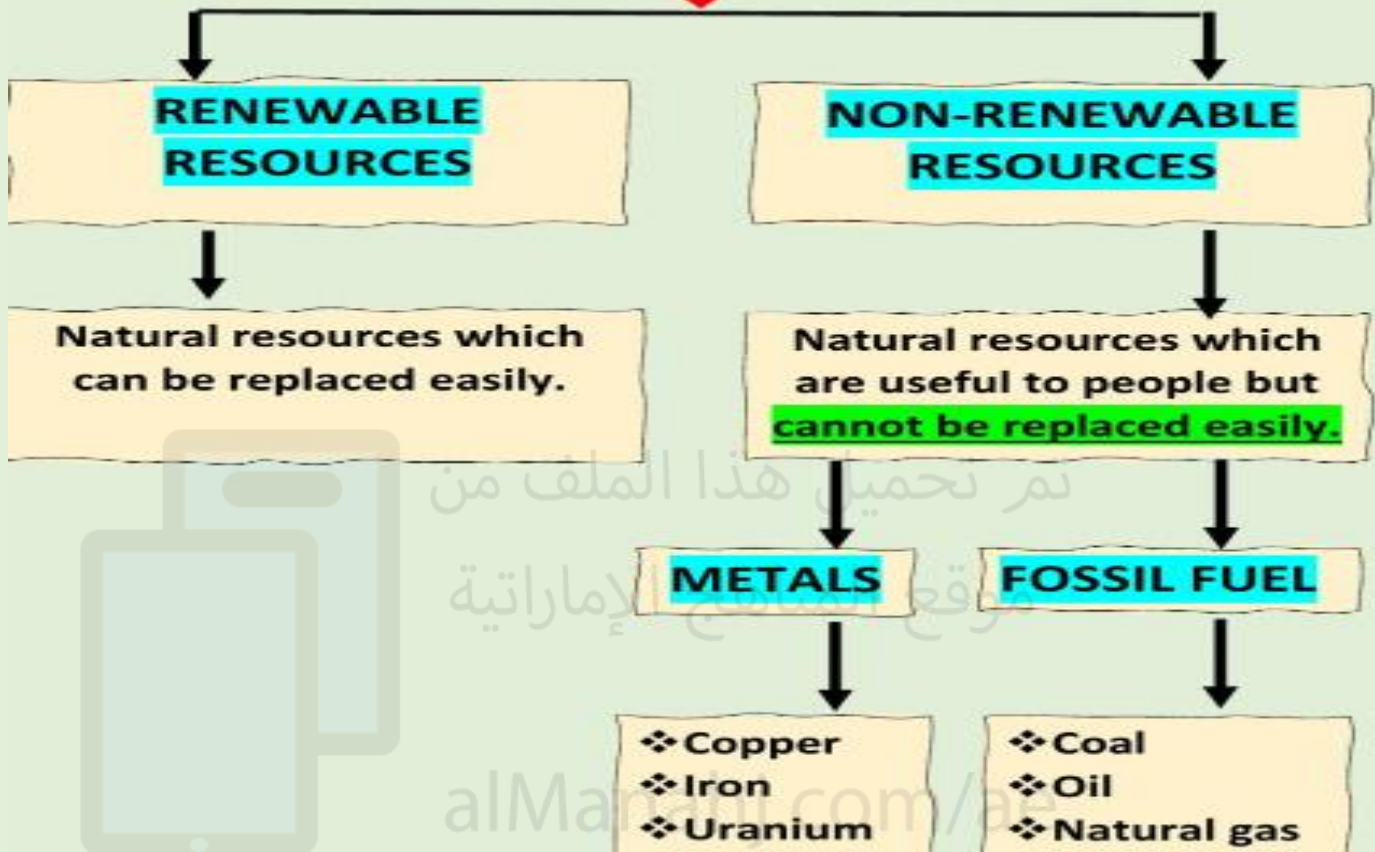 RENEWABLE
RESOURCES
NON-RENEWABLE
RESOURCES
Natural resources which
can be replaced easily.
Natural resources which
are useful to people but
cannot be replaced easily.
تم تحميل هذا الملف من
موقع المناهج الإماراتية
METALS
FOSSIL FUEL
❖Copper
❖Iron
❖Uranium
❖Coal
❖Oil
❖Natural gas
alManahj.com/ae